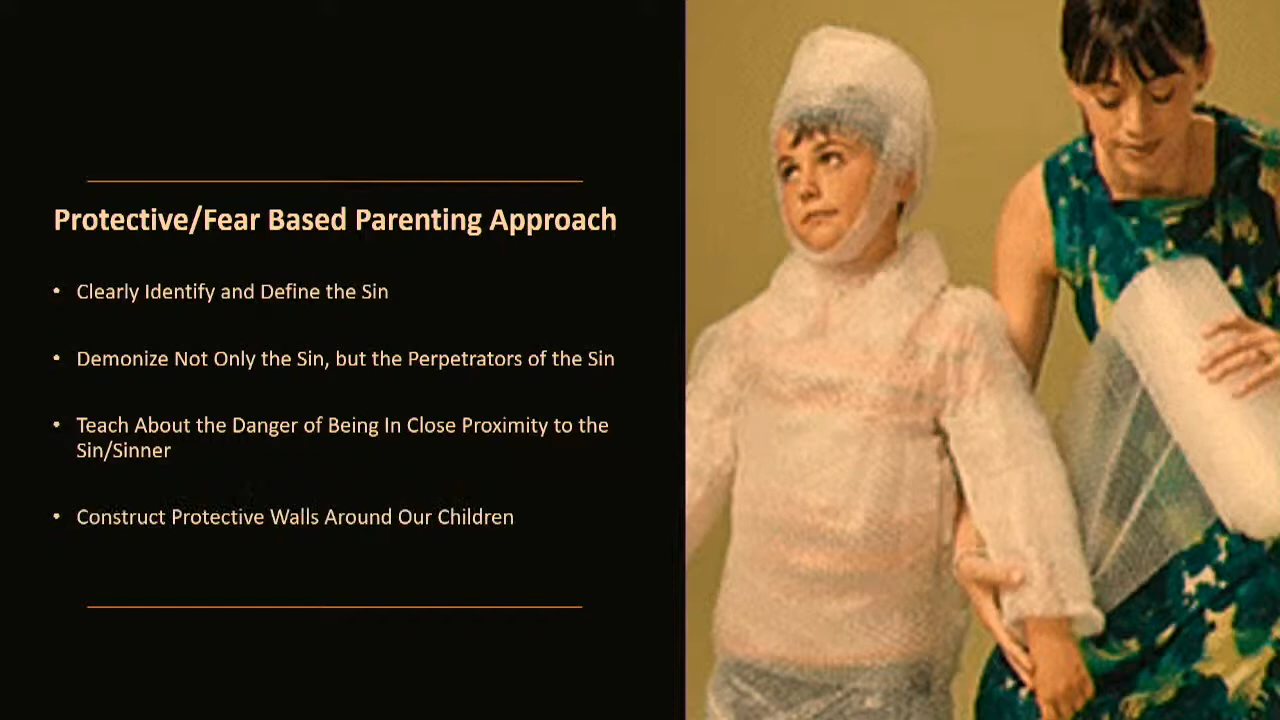 Protective/Fear Based Parenting Approach
• Clearly Identify and Define the Sin
• Demonize Not Only the Sin, but the Perpetrators of the Sin
• Teach About the Danger of Being In Close Proximity to the
Sin/Sinner
• Construct Protective Walls Around Our Children